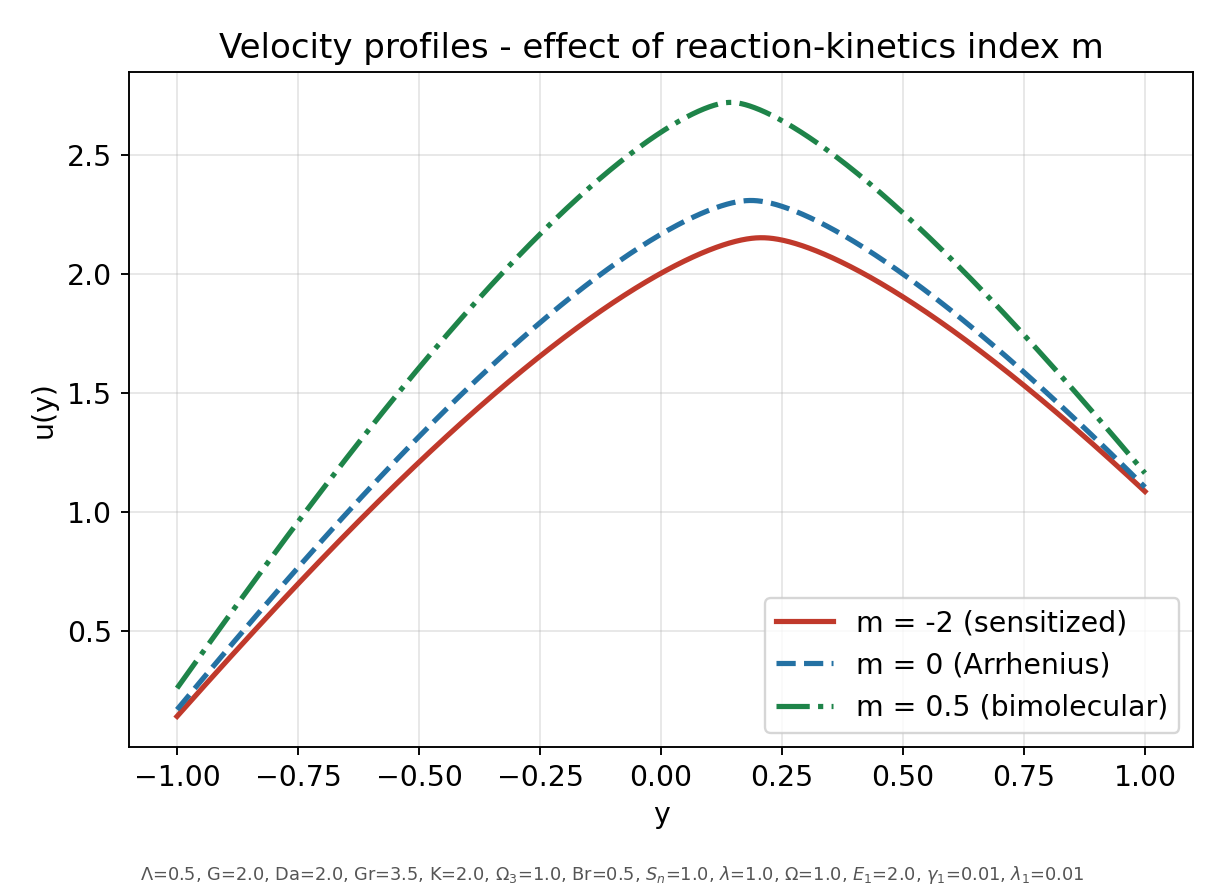 Velocity profiles - effect of reaction-kinetics index m
u(y)
2.5
2.0
1.5
1.0
0.5
m = -2 (sensitized)
m = 0 (Arrhenius)
m = 0.5 (bimolecular)
−1.00 −0.75 −0.50 −0.25 0.00 0.25 0.50 0.75 1.00
y
Λ=0.5, G=2.0, Da=2.0, Gr=3.5, K=2.0, Ω₃=1.0, Br=0.5, Sₙ=1.0, λ=1.0, Ω=1.0, E₁=2.0, γ₁=0.01, λ₁=0.01